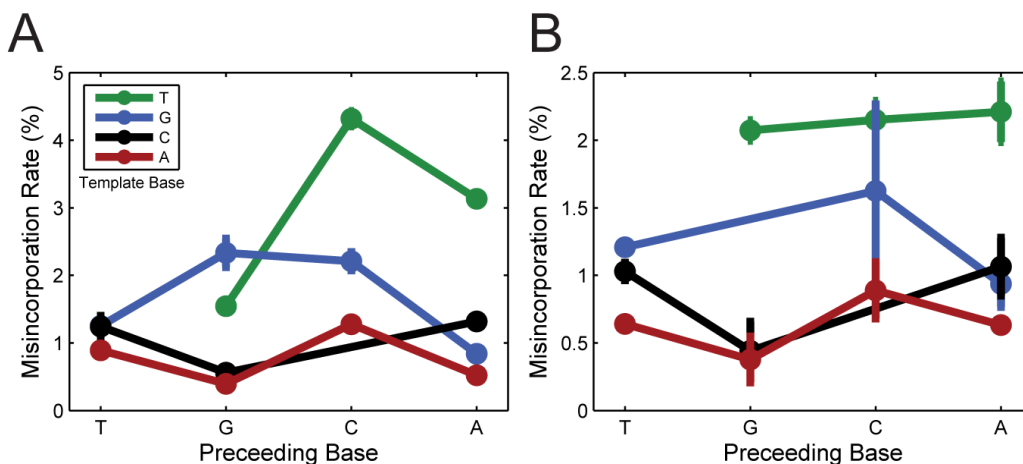 A
Misincorporation Rate (%)
5
4
3
2
1
0
T
G
C
A
Template Base
T
G
C
A
Preceeding Base
B
Misincorporation Rate (%)
2.5
2
1.5
1
0.5
0
T
G
C
A
Preceeding Base